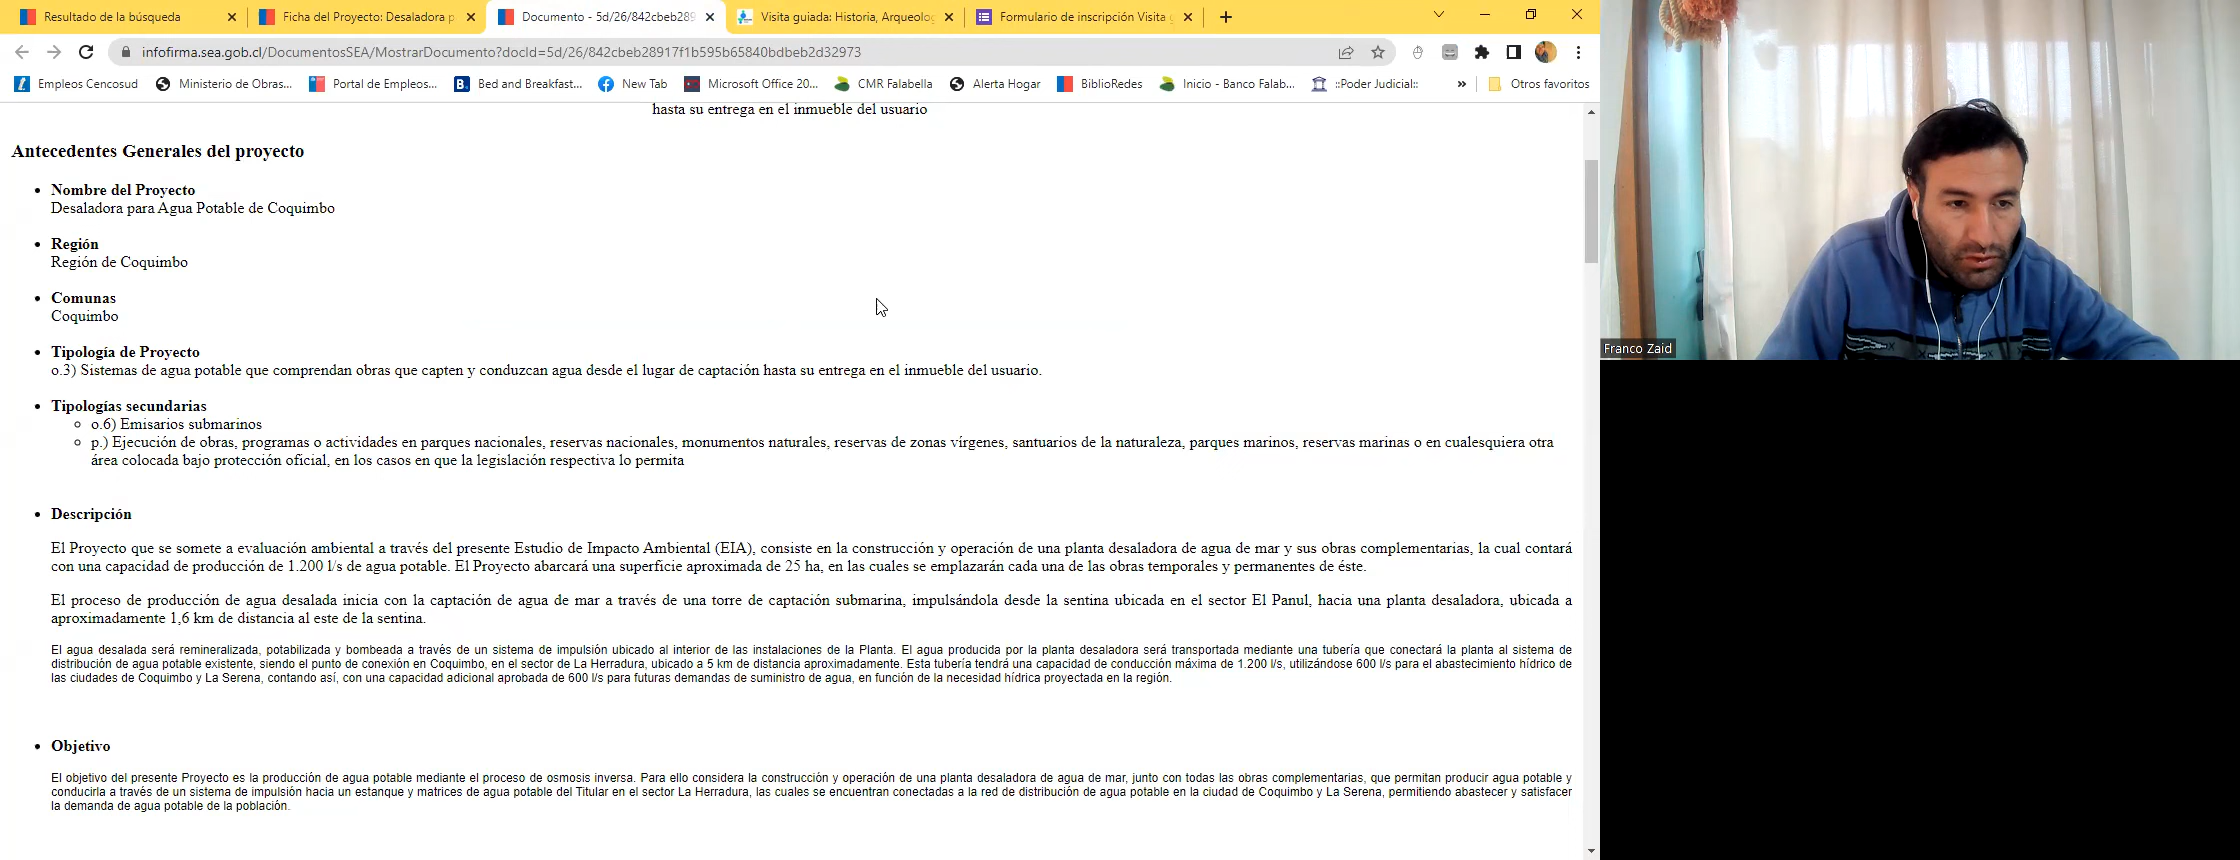 Resultado de la búsqueda
Ficha del Proyecto: Desaladora p
Documento - 5d/26/842cbeb289
Visita guiada: Historia, Arqueolog
Formulario de inscripción Visita g
infofirma.sea.gob.cl/DocumentosSEA/MostrarDocumento?docId=5d/26/842cbeb28917f1b595b65840bdbeb2d32973
Empleos Cencosud
Ministerio de Obras...
Portal de Empleos...
Bed and Breakfast...
New Tab
Microsoft Office 20...
CMR Falabella
Alerta Hogar
BiblioRedes
Inicio - Banco Falab...
::Poder Judicial::
»
Otros favoritos
hasta su entrega en el inmueble del usuario
Antecedentes Generales del proyecto
Nombre del Proyecto
Desaladora para Agua Potable de Coquimbo
Región
Región de Coquimbo
Comunas
Coquimbo
Tipología de Proyecto
o.3) Sistemas de agua potable que comprendan obras que capten y conduzcan agua desde el lugar de captación hasta su entrega en el inmueble del usuario.
Tipologías secundarias
o.6) Emisarios submarinos
p.) Ejecución de obras, programas o actividades en parques nacionales, reservas nacionales, monumentos naturales, reservas de zonas vírgenes, santuarios de la naturaleza, parques marinos, reservas marinas o en cualesquiera otra
área colocada bajo protección oficial, en los casos en que la legislación respectiva lo permita
Descripción
El Proyecto que se somete a evaluación ambiental a través del presente Estudio de Impacto Ambiental (EIA), consiste en la construcción y operación de una planta desaladora de agua de mar y sus obras complementarias, la cual contará
con una capacidad de producción de 1.200 l/s de agua potable. El Proyecto abarcará una superficie aproximada de 25 ha, en las cuales se emplazarán cada una de las obras temporales y permanentes de éste.
El proceso de producción de agua desalada inicia con la captación de agua de mar a través de una torre de captación submarina, impulsándola desde la sentina ubicada en el sector El Panul, hacia una planta desaladora, ubicada a
aproximadamente 1,6 km de distancia al este de la sentina.
El agua desalada será remineralizada, potabilizada y bombeada a través de un sistema de impulsión ubicado al interior de las instalaciones de la Planta. El agua producida por la planta desaladora será transportada mediante una tubería que conectará la planta al sistema de
distribución de agua potable existente, siendo el punto de conexión en Coquimbo, en el sector de La Herradura, ubicado a 5 km de distancia aproximadamente. Esta tubería tendrá una capacidad de conducción máxima de 1.200 l/s, utilizándose 600 l/s para el abastecimiento hídrico de
las ciudades de Coquimbo y La Serena, contando así, con una capacidad adicional aprobada de 600 l/s para futuras demandas de suministro de agua, en función de la necesidad hídrica proyectada en la región.
Objetivo
El objetivo del presente Proyecto es la producción de agua potable mediante el proceso de osmosis inversa. Para ello considera la construcción y operación de una planta desaladora de agua de mar, junto con todas las obras complementarias, que permitan producir agua potable y
conducirla a través de un sistema de impulsión hacia un estanque y matrices de agua potable del Titular en el sector La Herradura, las cuales se encuentran conectadas a la red de distribución de agua potable en la ciudad de Coquimbo y La Serena, permitiendo abastecer y satisfacer
la demanda de agua potable de la población.
Franco Zaid